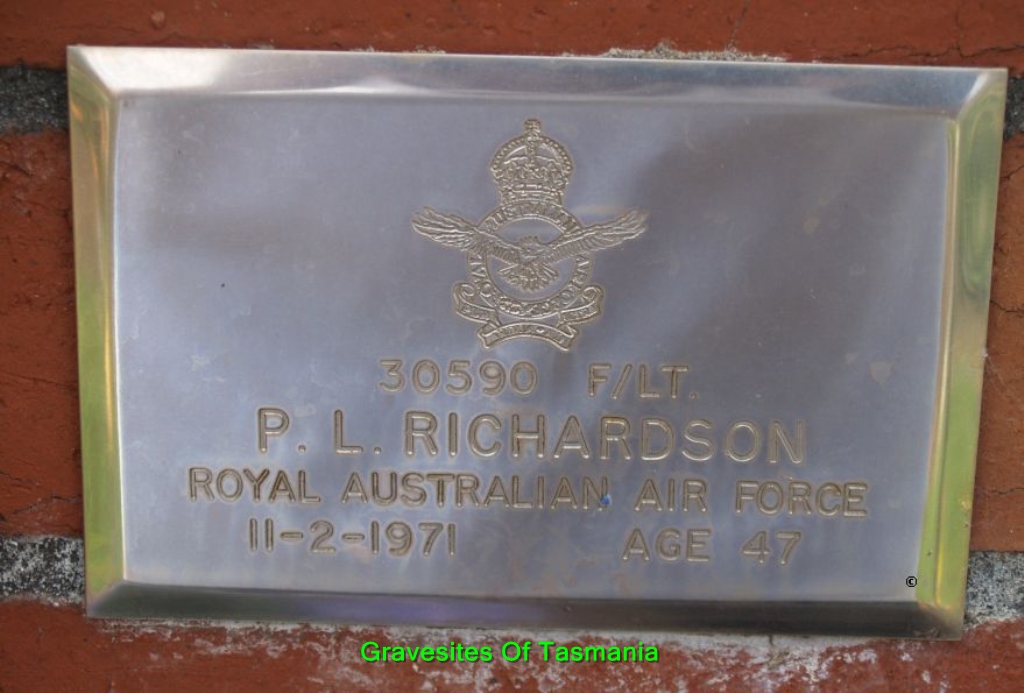 30590 F/LT.
P. L. RICHARDSON
ROYAL AUSTRALIAN AIR FORCE
11-2-1971 AGE 47
©
Gravesites Of Tasmania